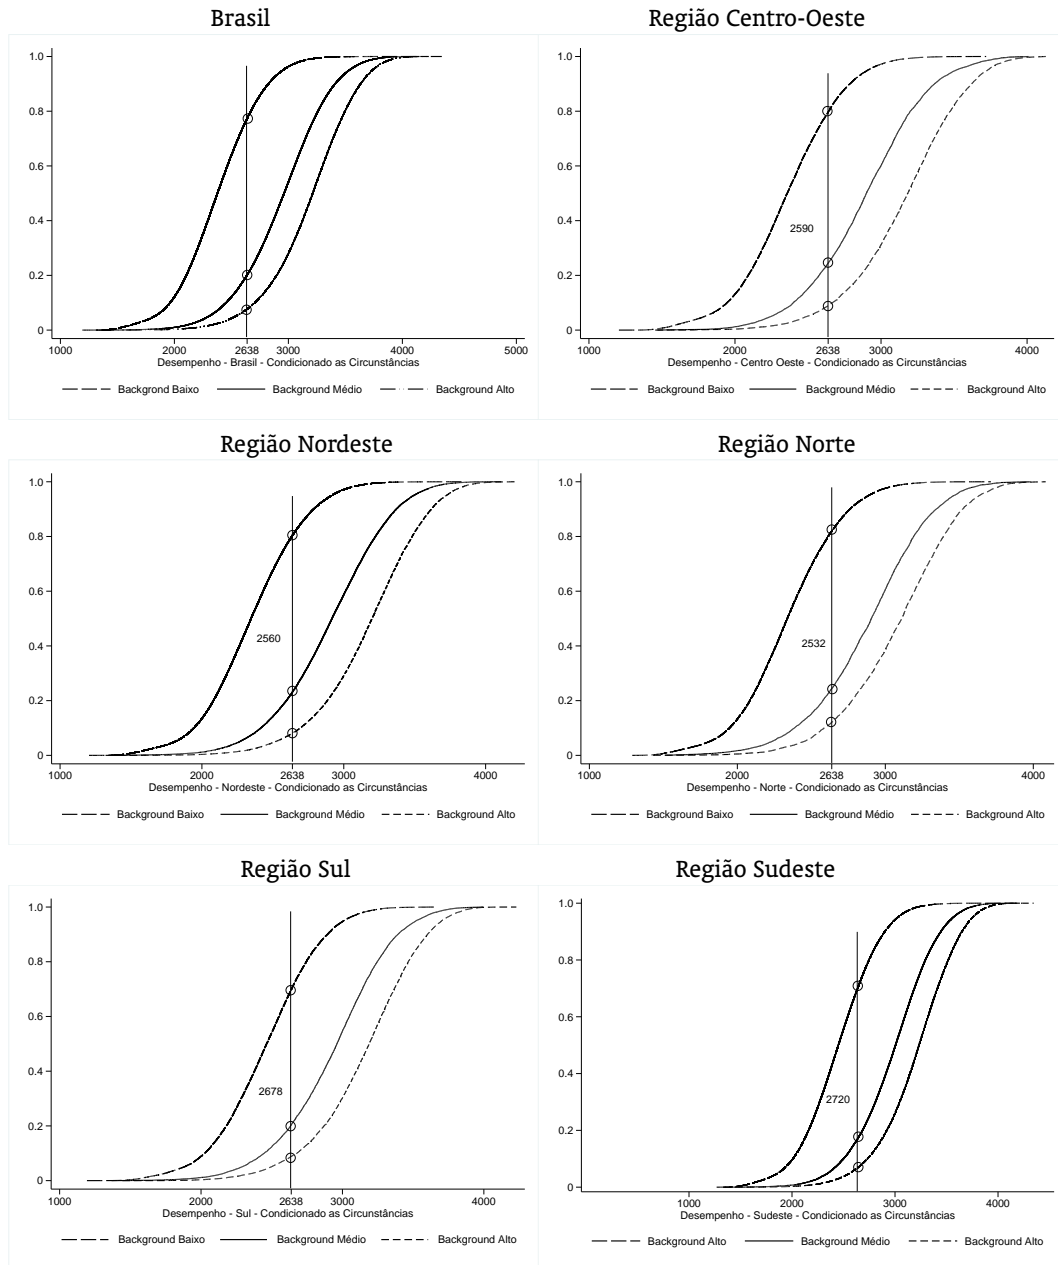 Brasil
1.0
0.8
0.6
0.4
0.2
0
1000 2000 2638 3000 4000 5000
Desempenho - Brasil - Condicionado as Circunstâncias
Backgrond Baixo Background Médio Background Alto
Região Centro-Oeste
1.0
0.8
0.6
0.4
2590
0.2
0
1000 2000 2638 3000 4000
Desempenho - Centro Oeste - Condicionado as Circunstâncias
Background Baixo Background Médio Background Alto
Região Nordeste
1.0
0.8
0.6
0.4
2560
0.2
0
1000 2000 2638 3000 4000
Desempenho - Nordeste - Condicionado as Circunstâncias
Background Baixo Background Médio Background Alto
Região Norte
1.0
0.8
0.6
0.4
2532
0.2
0
1000 2000 2638 3000 4000
Desempenho - Norte - Condicionado as Circunstâncias
Background Baixo Background Médio Background Alto
Região Sul
1.0
0.8
0.6
0.4
2678
0.2
0
1000 2000 2638 3000 4000
Desempenho - Sul - Condicionado as Circunstâncias
Background Baixo Background Médio Background Alto
Região Sudeste
1.0
0.8
0.6
0.4
2720
0.2
0
1000 2000 2638 3000 4000
Desempenho - Sudeste - Condicionado as Circunstâncias
Background Alto Background Médio Background Alto